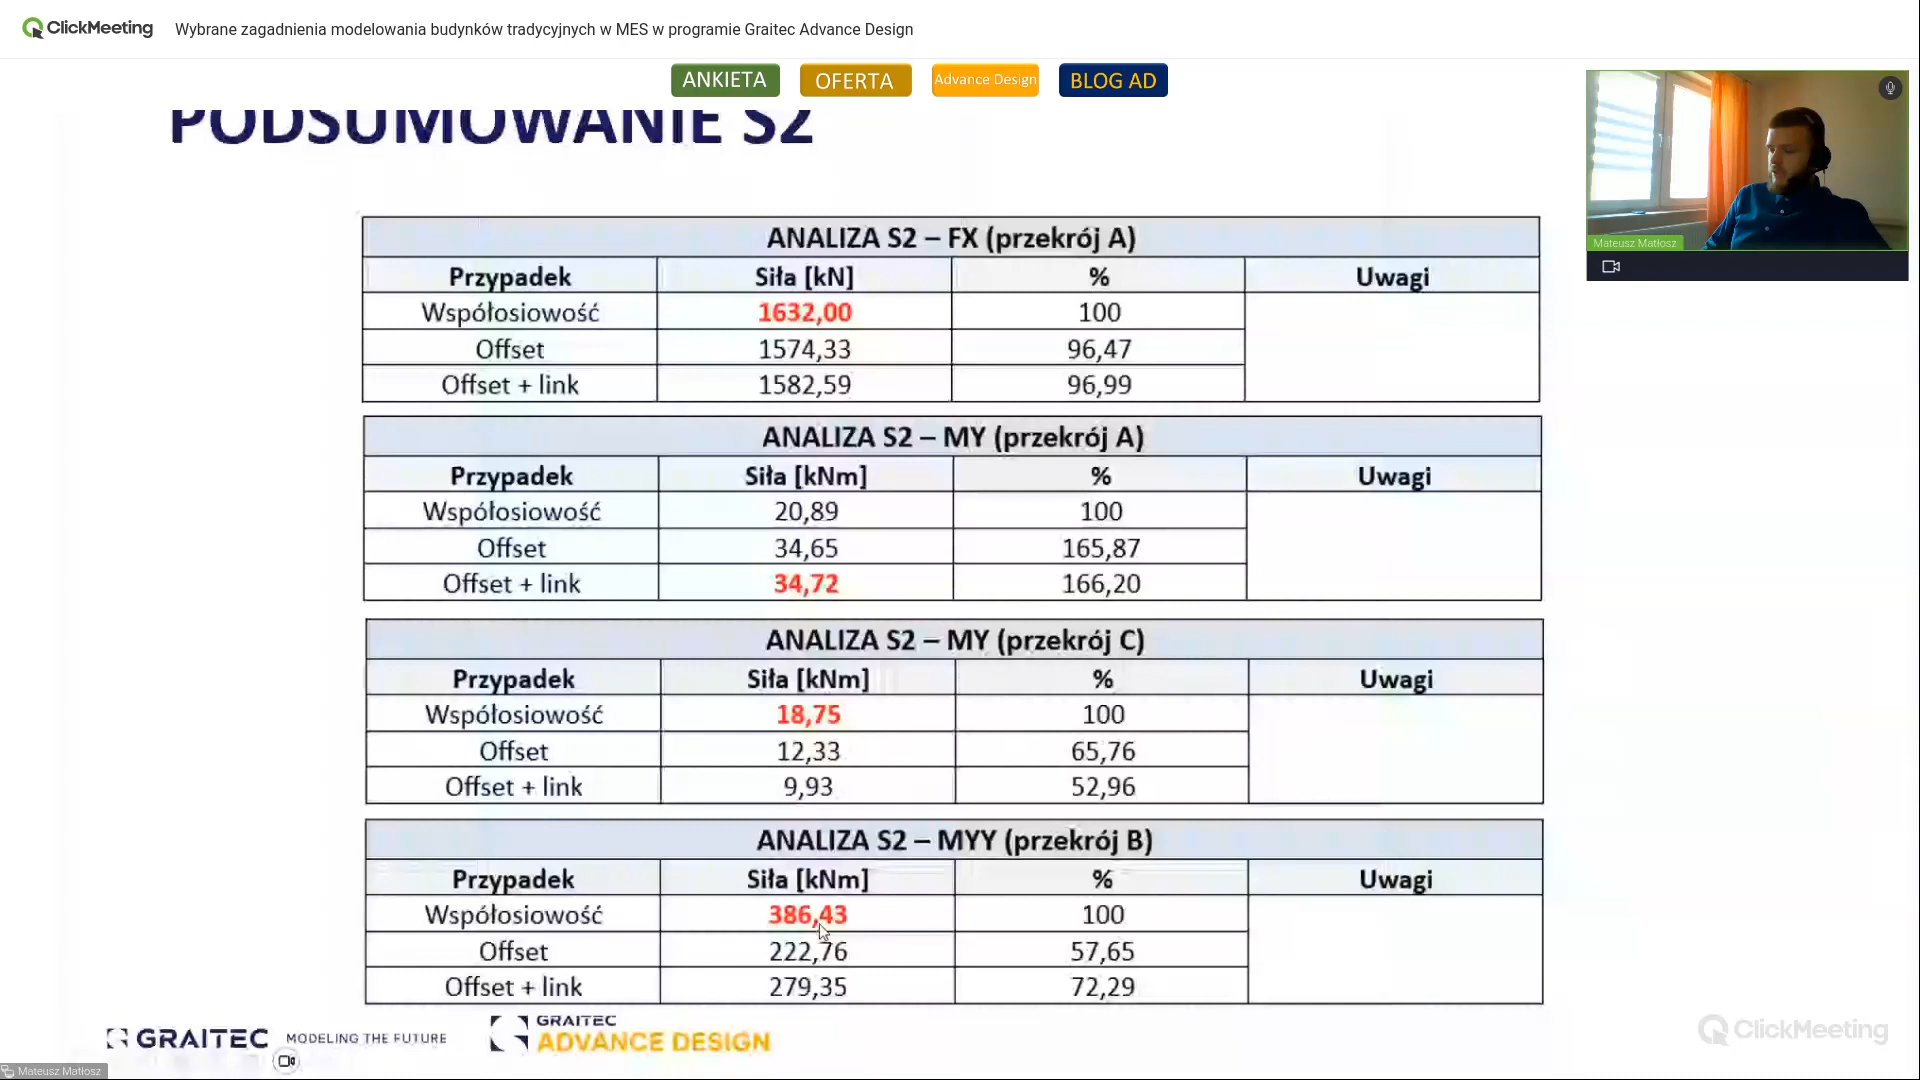 ClickMeeting
Wybrane zagadnienia modelowania budynków tradycyjnych w MES w programie Graitec Advance Design
ANKIETA OFERTA Advance Design BLOG AD
PODSUMOWANIE S2
Mateusz Matłosz
ANALIZA S2 – FX (przekrój A)
Przypadek Siła [kN] % Uwagi
Współosiowość 1632,00 100
Offset 1574,33 96,47
Offset + link 1582,59 96,99
ANALIZA S2 – MY (przekrój A)
Przypadek Siła [kNm] % Uwagi
Współosiowość 20,89 100
Offset 34,65 165,87
Offset + link 34,72 166,20
ANALIZA S2 – MY (przekrój C)
Przypadek Siła [kNm] % Uwagi
Współosiowość 18,75 100
Offset 12,33 65,76
Offset + link 9,93 52,96
ANALIZA S2 – MYY (przekrój B)
Przypadek Siła [kNm] % Uwagi
Współosiowość 386,43 100
Offset 222,76 57,65
Offset + link 279,35 72,29
GRAITEC MODELING THE FUTURE
GRAITEC
ADVANCE DESIGN
ClickMeeting
Mateusz Matłosz